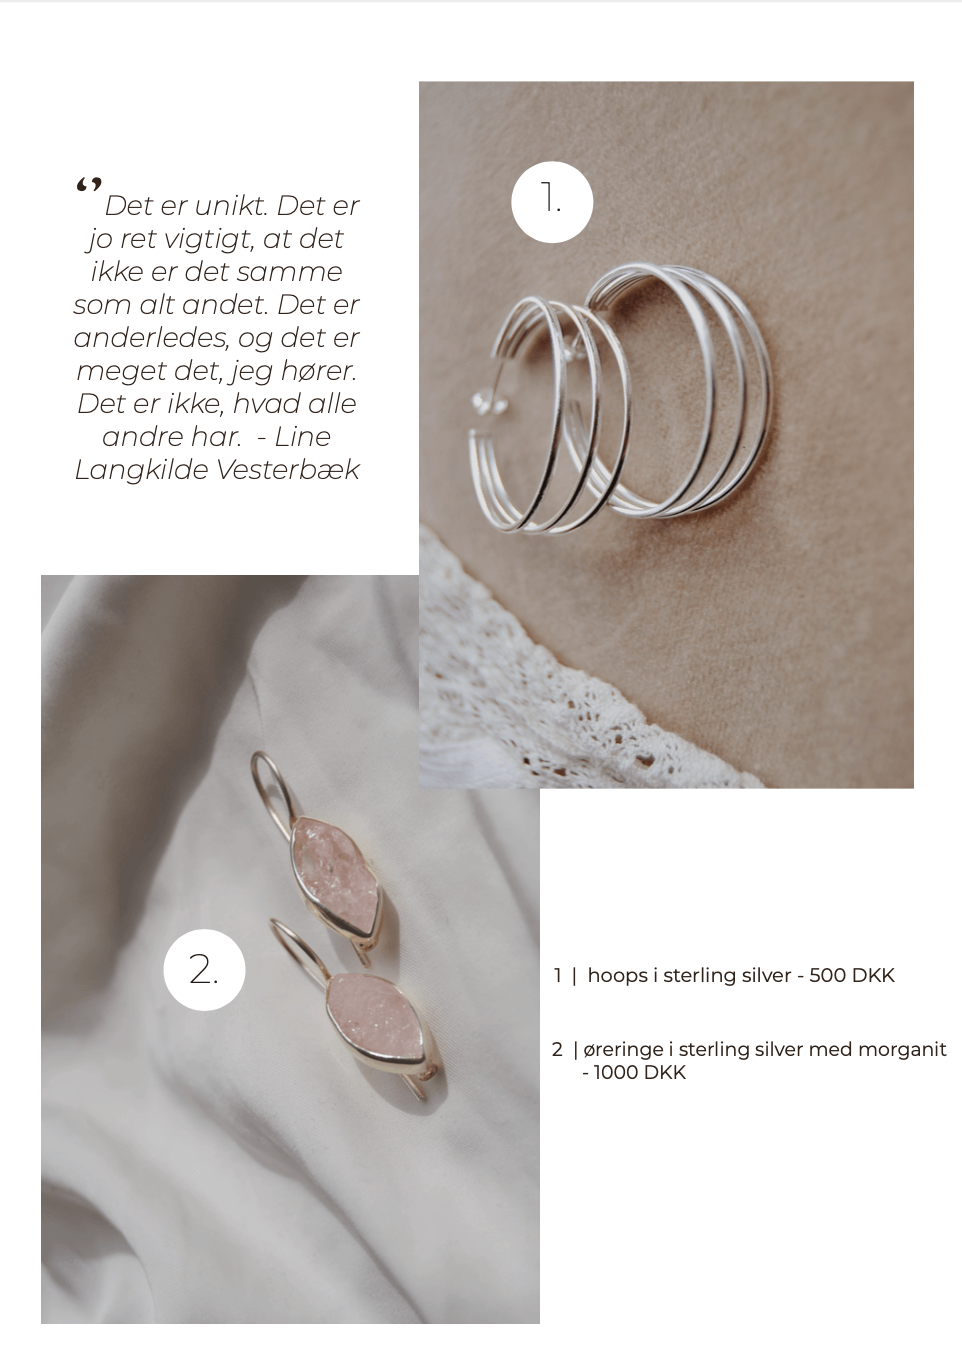 ‘’ Det er unikt. Det er
jo ret vigtigt, at det
ikke er det samme
som alt andet. Det er
anderledes, og det er
meget det, jeg hører.
Det er ikke, hvad alle
andre har.  - Line
Langkilde Vesterbæk
1.
2.
1 | hoops i sterling silver - 500 DKK
2 | øreringe i sterling silver med morganit
- 1000 DKK